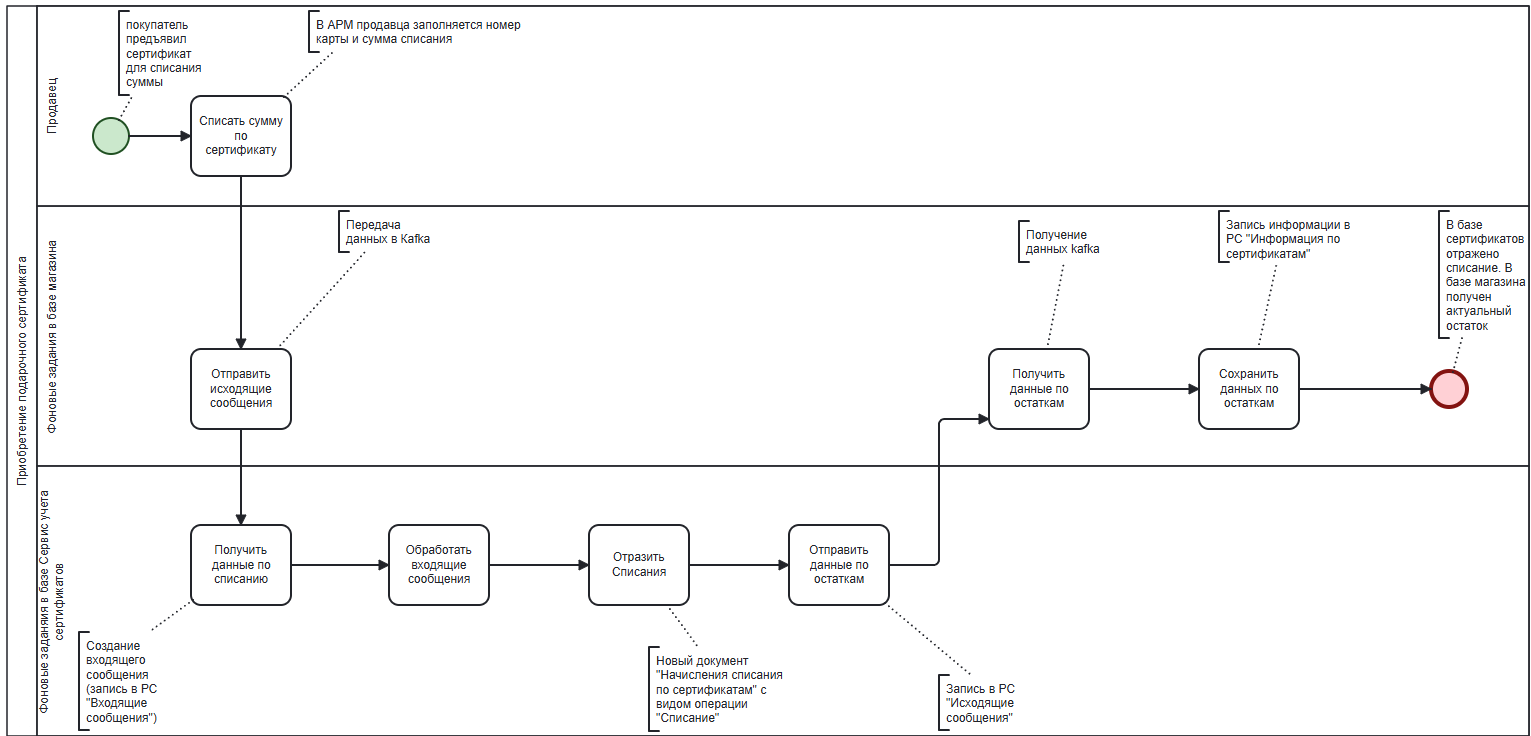 Приобретение подарочного сертификата
Продавец
покупатель
предъявил
сертификат
для списания
суммы
В АРМ продавца заполняется номер
карты и сумма списания
Списать сумму
по
сертификату
Фоновые задания в базе магазина
Передача
данных в Kafka
Отправить
исходящие
сообщения
Получение
данных kafka
Получить
данные по
остаткам
Запись информации в
РС "Информация по
сертификатам"
Сохранить
данных по
остаткам
В базе
сертификатов
отражено
списание. В
базе магазина
получен
актуальный
остаток
Фоновые заданяия в базе Сервис учета
сертификатов
Получить
данные по
списанию
Обработать
входящие
сообщения
Отразить
Списания
Отправить
данные по
остаткам
Создание
входящего
сообщения
(запись в РС
"Входящие
сообщения")
Новый документ
"Начисления списания
по сертификатам" с
видом операции
"Списание"
Запись в РС
"Исходящие
сообщения"